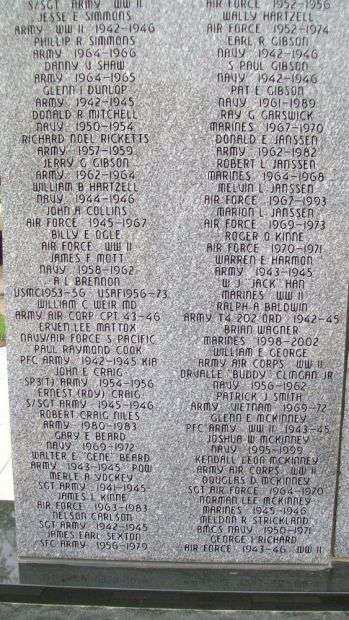 S/SGT ARMY WW II
JESSE E SIMMONS
ARMY WW II 1942-1946
PHILLIP R SIMMONS
ARMY 1964-1966
DANNY U SHAW
ARMY 1964-1965
GLENN I DUNLOP
ARMY 1942-1945
DONALD R MITCHELL
NAVY 1950-1954
RICHARD NOEL RICKETTS
ARMY 1957-1959
JERRY G GIBSON
ARMY 1962-1964
WILLIAM B HARTZELL
NAVY 1944-1946
JOHN A COLLINS
AIR FORCE 1945-1967
BILLY E OGLE
AIR FORCE WW II
JAMES F MOTT
NAVY 1958-1962
A L BRENNON
USMC1953-56 USAF1956-73
WILLIAM C WEIR MD
ARMY AIR CORP CPT 43-46
ERVEN LEE MATTOX
NAVY/AIR FORCE S PACIFIC
PAUL RAYMOND COOK
PFC ARMY 1942-1945 KIA
JOHN E CRAIG
SP3(T) ARMY 1954-1956
ERNEST (ROY) CRAIG
S/SGT ARMY 1945-1946
ROBERT CRAIG NILES
ARMY 1980-1983
GARY E BEARD
NAVY 1969-1972
WALTER E "GENE" BEARD
ARMY 1943-1945 POW
MERLE A YOCKEY
SGT ARMY 1941-1945
JAMES L KINNE
AIR FORCE 1963-1983
NELSON CARLSON
SGT ARMY 1942-1945
JAMES EARL SEXTON
SFC ARMY 1956-1979
AIR FORCE 1952-1956
WALLY HARTZELL
AIR FORCE 1952-1974
EARL R GIBSON
NAVY 1942-1946
S PAUL GIBSON
NAVY 1942-1946
PAT E GIBSON
NAVY 1961-1989
RAY G GARSWICK
MARINES 1967-1970
DONALD E JANSSEN
ARMY 1962-1982
ROBERT L JANSSEN
MARINES 1964-1968
MELVIN L JANSSEN
AIR FORCE 1967-1993
MARION L JANSSEN
AIR FORCE 1969-1973
ROGER O KINNE
AIR FORCE 1970-1971
WARREN E HARMON
ARMY 1943-1945
W J "JACK" HAN
MARINES WW II
RALPH A BALDWIN
ARMY T4 202 ORD 1942-45
BRIAN WAGNER
MARINES 1998-2002
WILLIAM E GEORGE
ARMY AIR CORPS WW II
ORVALLE "BUDDY" CLINGAN JR
NAVY 1956-1962
PATRICK J SMITH
ARMY VIETNAM 1969-72
GLENN E MCKINNEY
PFC ARMY WW II 1943-45
JOSHUA W MCKINNEY
NAVY 1995-1999
KENDALL LEON MCKINNEY
ARMY AIR CORPS WW II
DOUGLAS D MCKINNEY
SGT AIR FORCE 1964-1970
NORMAN LEE MCKINNEY
MARINES 1945-1946
MELDON R STRICKLAND
BMCS NAVY 1950-1971
GEORGE I RICHARD
AIR FORCE 1943-46 WW II